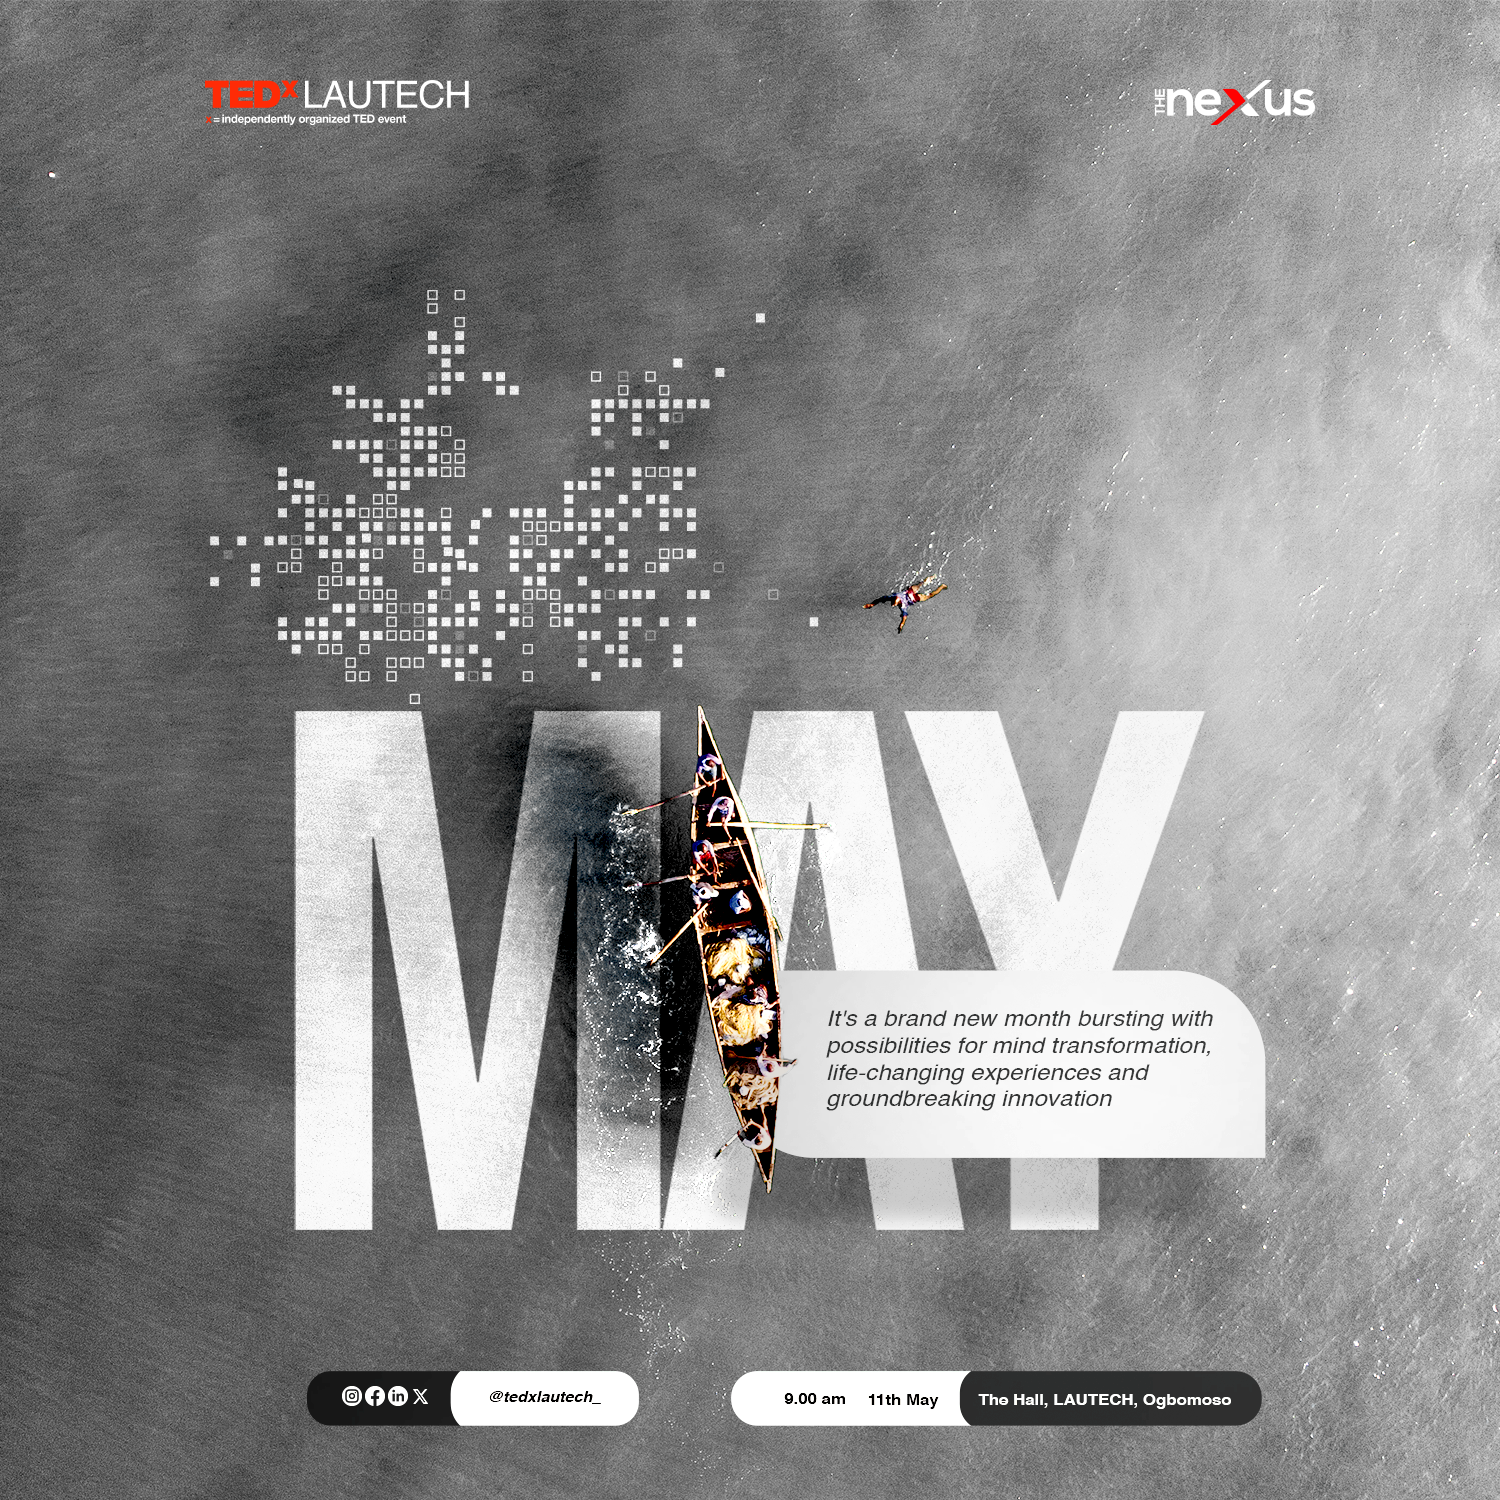 TEDx LAUTECH
x = independently organized TED event
THE nexus
MAY
It's a brand new month bursting with
possibilities for mind transformation,
life-changing experiences and
groundbreaking innovation
@tedxlautech_
9.00 am 11th May The Hall, LAUTECH, Ogbomoso